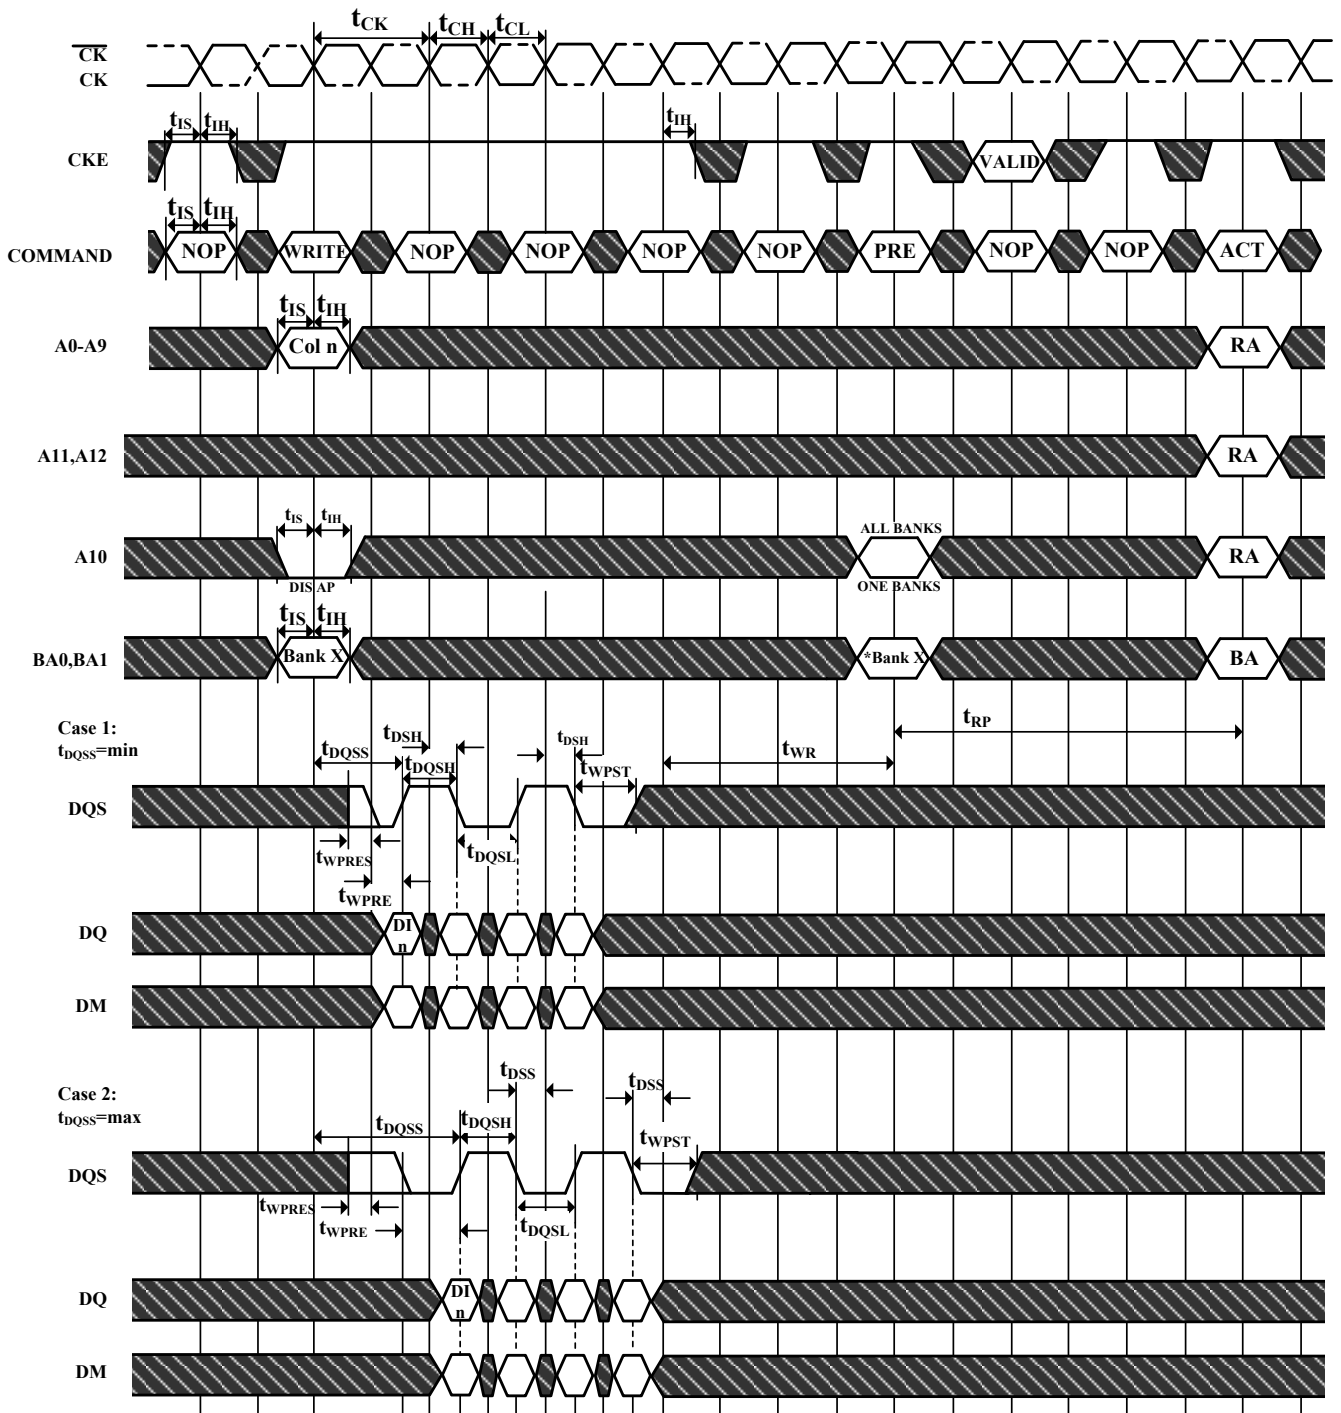 tCK tCH tCL
CK
CK
tIS tIH tIH
CKE VALID
tIS tIH
COMMAND NOP WRITE NOP NOP NOP NOP PRE NOP NOP ACT
tIS tIH
A0-A9 Col n RA
A11,A12 RA
tIS tIH ALL BANKS
A10 RA
DIS AP ONE BANKS
tIS tIH
BA0,BA1 Bank X *Bank X BA
Case 1:
tDQSS=min
tDSH tDSH tRP
tDQSS tDQSH tWPST tWR
DQS
tWPRES tDQSL
tWPRE
DQ DI n
DM
Case 2:
tDQSS=max
tDSS tDSS
tDQSS tDQSH tWPST
DQS
tWPRES tWPRE tDQSL
DQ DI n
DM